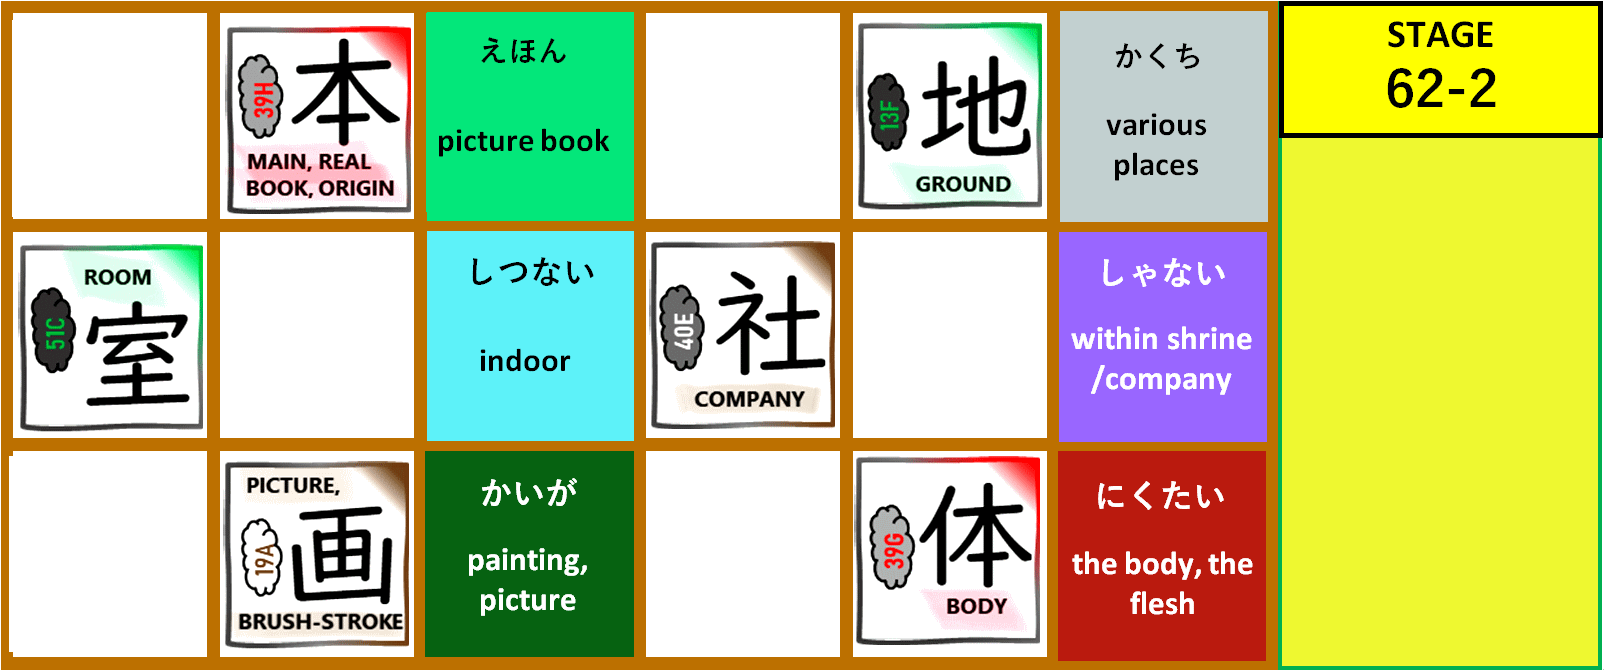 39H
本
MAIN, REAL
BOOK, ORIGIN
えほん
picture book
13F
地
GROUND
かくち
various
places
STAGE
62-2
ROOM
51C
室
しつない
indoor
40E
社
COMPANY
しゃない
within shrine
/company
PICTURE,
19A
画
BRUSH-STROKE
かいが
painting,
picture
39G
体
BODY
にくたい
the body, the
flesh